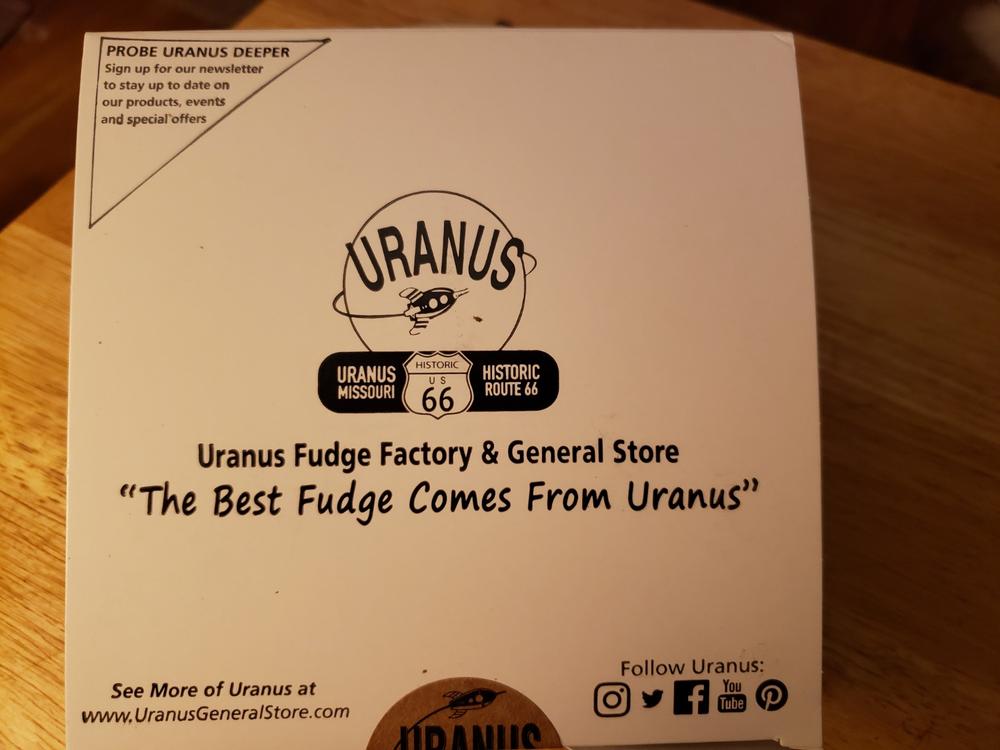 PROBE URANUS DEEPER
Sign up for our newsletter
to stay up to date on
our products, events
and special offers
URANUS
URANUS
MISSOURI
HISTORIC
U S
66
HISTORIC
ROUTE 66
Uranus Fudge Factory & General Store
“The Best Fudge Comes From Uranus”
See More of Uranus at
www.UranusGeneralStore.com
Follow Uranus:
You
Tube
URANUS